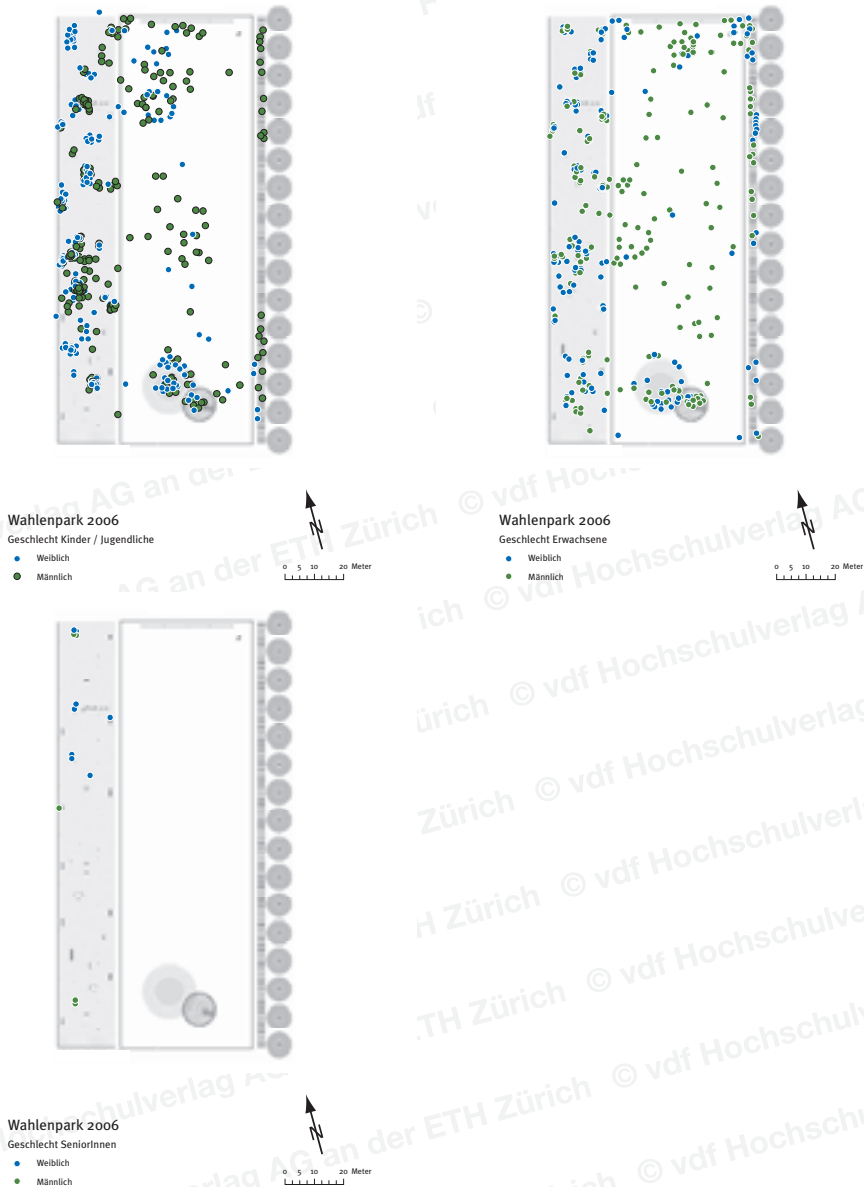 Wahlenpark 2006
Geschlecht Kinder / Jugendliche
Weiblich
Männlich
N
0 5 10 20 Meter
Wahlenpark 2006
Geschlecht Erwachsene
Weiblich
Männlich
N
0 5 10 20 Meter
Wahlenpark 2006
Geschlecht SeniorInnen
Weiblich
Männlich
N
0 5 10 20 Meter
© vdf Hochschulverlag AG an der ETH Zürich